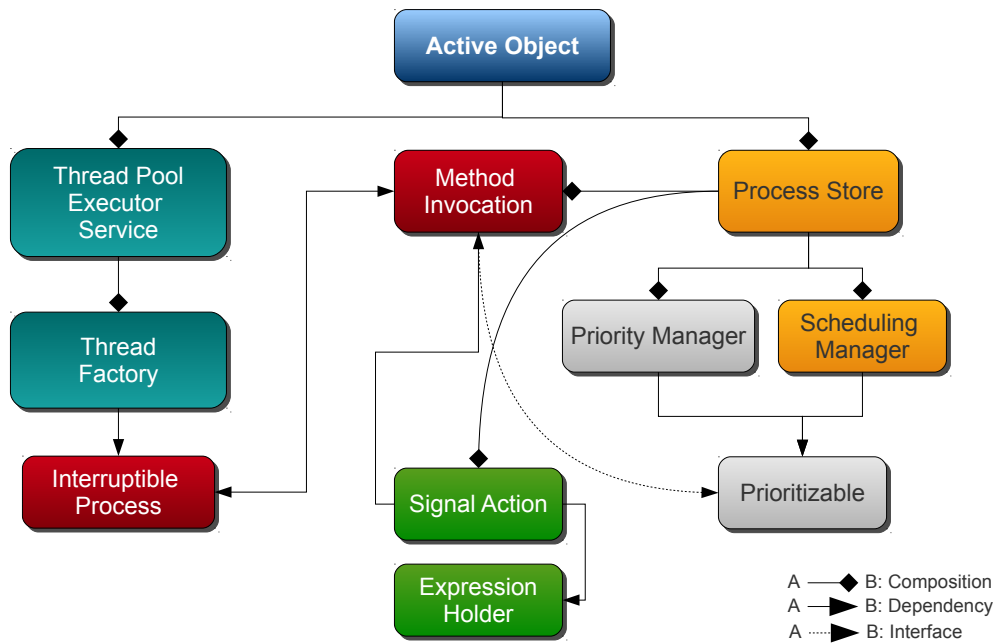 Active Object
Thread Pool
Executor
Service
Method
Invocation
Process Store
Thread
Factory
Priority Manager
Scheduling
Manager
Interruptible
Process
Signal Action
Prioritizable
Expression
Holder
A B: Composition
A B: Dependency
A B: Interface